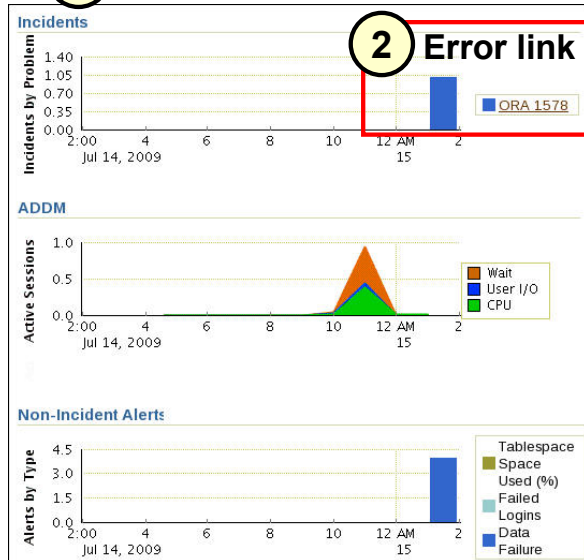 Incidents
2 Error link
Incidents by Problem
1.40
1.05
0.70
0.35
0.00
2:00 4 6 8 10 12 AM 2
Jul 14, 2009 15
ORA 1578
ADDM
Active Sessions
1.0
0.5
0.0
2:00 4 6 8 10 12 AM 2
Jul 14, 2009 15
Wait
User I/O
CPU
Non-Incident Alerts
Alerts by Type
4.5
3.0
1.5
0.0
2:00 4 6 8 10 12 AM 2
Jul 14, 2009 15
Tablespace
Space
Used (%)
Failed
Logins
Data
Failure